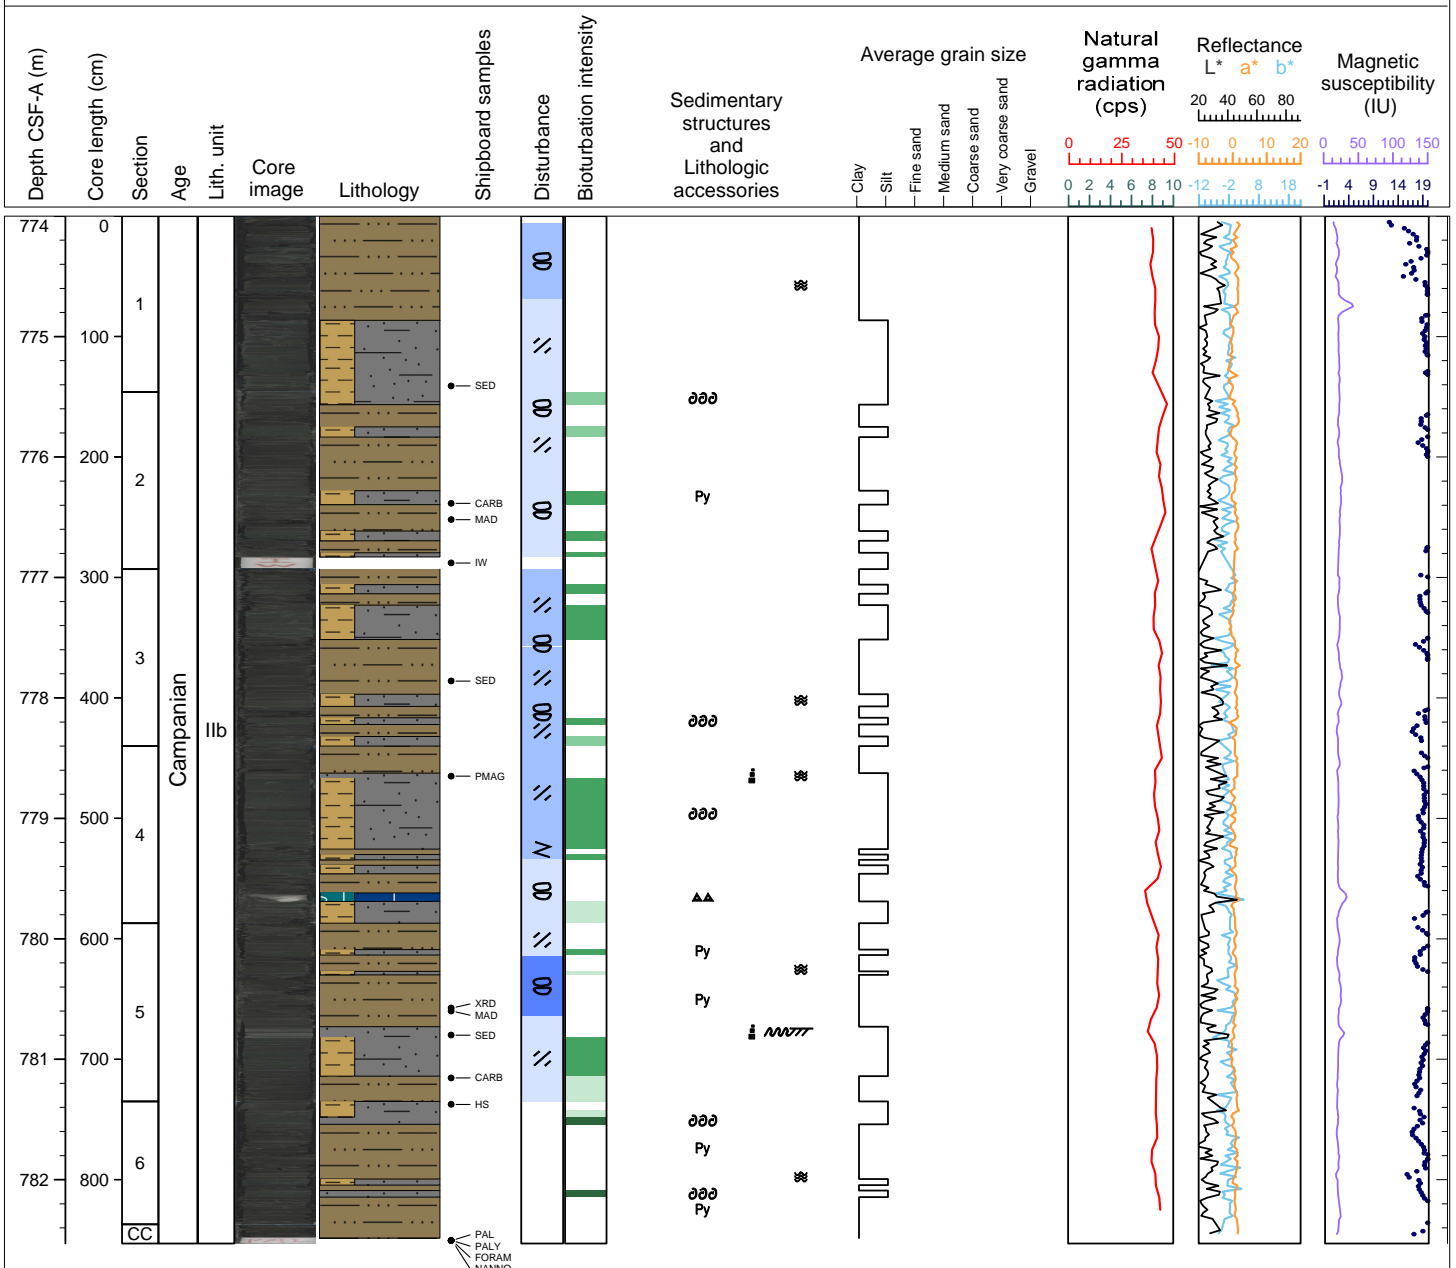 Depth CSF-A (m)
Core length (cm)
Section
Age
Lith. unit
Core
image
Lithology
Shipboard samples
Disturbance
Bioturbation intensity
Sedimentary
structures
and
Lithologic
accessories
Average grain size
Clay
Silt
Fine sand
Medium sand
Coarse sand
Very coarse sand
Gravel
Natural
gamma
radiation
(cps)
0 25 50
0 2 4 6 8 10
Reflectance
L* a* b*
20 40 60 80
-10 0 10 20
-12 -2 8 18
Magnetic
susceptibility
(IU)
0 50 100 150
-1 4 9 14 19
774
775
776
777
778
779
780
781
782
0
100
200
300
400
500
600
700
800
1
2
3
4
5
6
CC
Campanian
IIb
SED
CARB
MAD
IW
SED
PMAG
XRD
MAD
SED
CARB
HS
PAL
PALY
FORAM
NANNO
Py
Py
Py
Py
Py